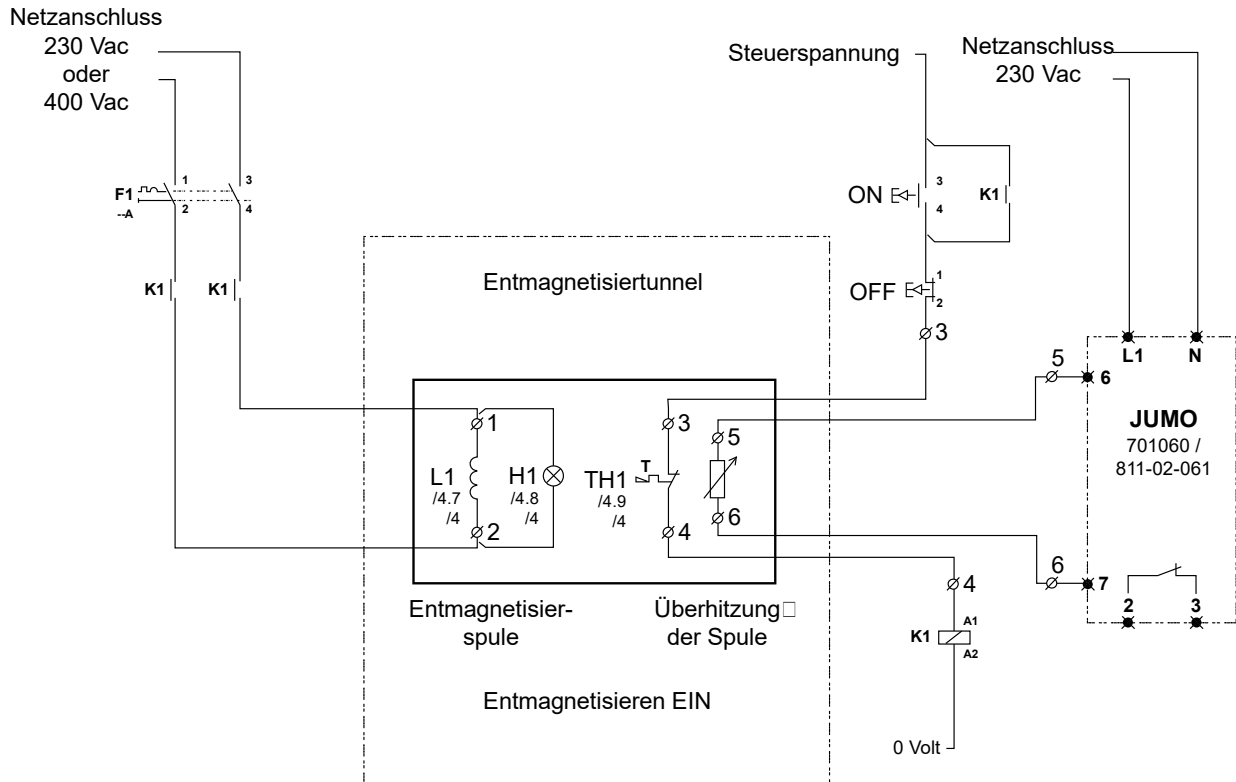 Netzanschluss
230 Vac
oder
400 Vac
Steuerspannung
Netzanschluss
230 Vac
F1
--A
1
2
3
4
K1
K1
ON
3
4
K1
OFF
1
2
3
Entmagnetisiertunnel
L1
N
5
6
JUMO
701060 /
811-02-061
1
L1
/4.7
/4
2
H1
/4.8
/4
3
TH1
/4.9
/4
T
4
5
6
6
7
2
3
4
K1
A1
A2
0 Volt
Entmagnetisier-
spule
Überhitzung
der Spule
Entmagnetisieren EIN